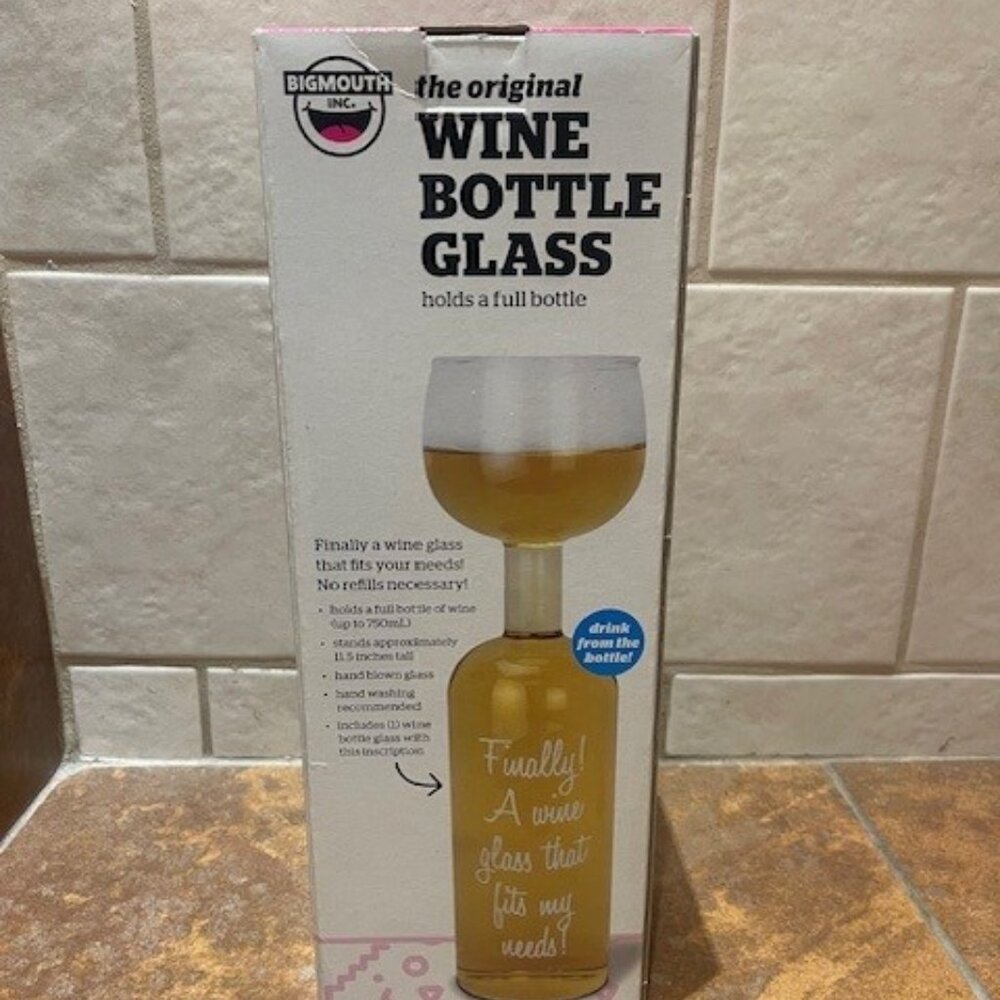 BIGMOUTH
INC.
the original
WINE
BOTTLE
GLASS
holds a full bottle
Finally a wine glass
that fits your needs!
No refills necessary!
• holds a full bottle of wine
(up to 750mL)
• stands approximately
11.5 inches tall
• hand blown glass
• hand washing
recommended
• includes (1) wine
bottle glass with
this inscription
drink
from the
bottle!
Finally!
A wine
glass that
fits my
needs!